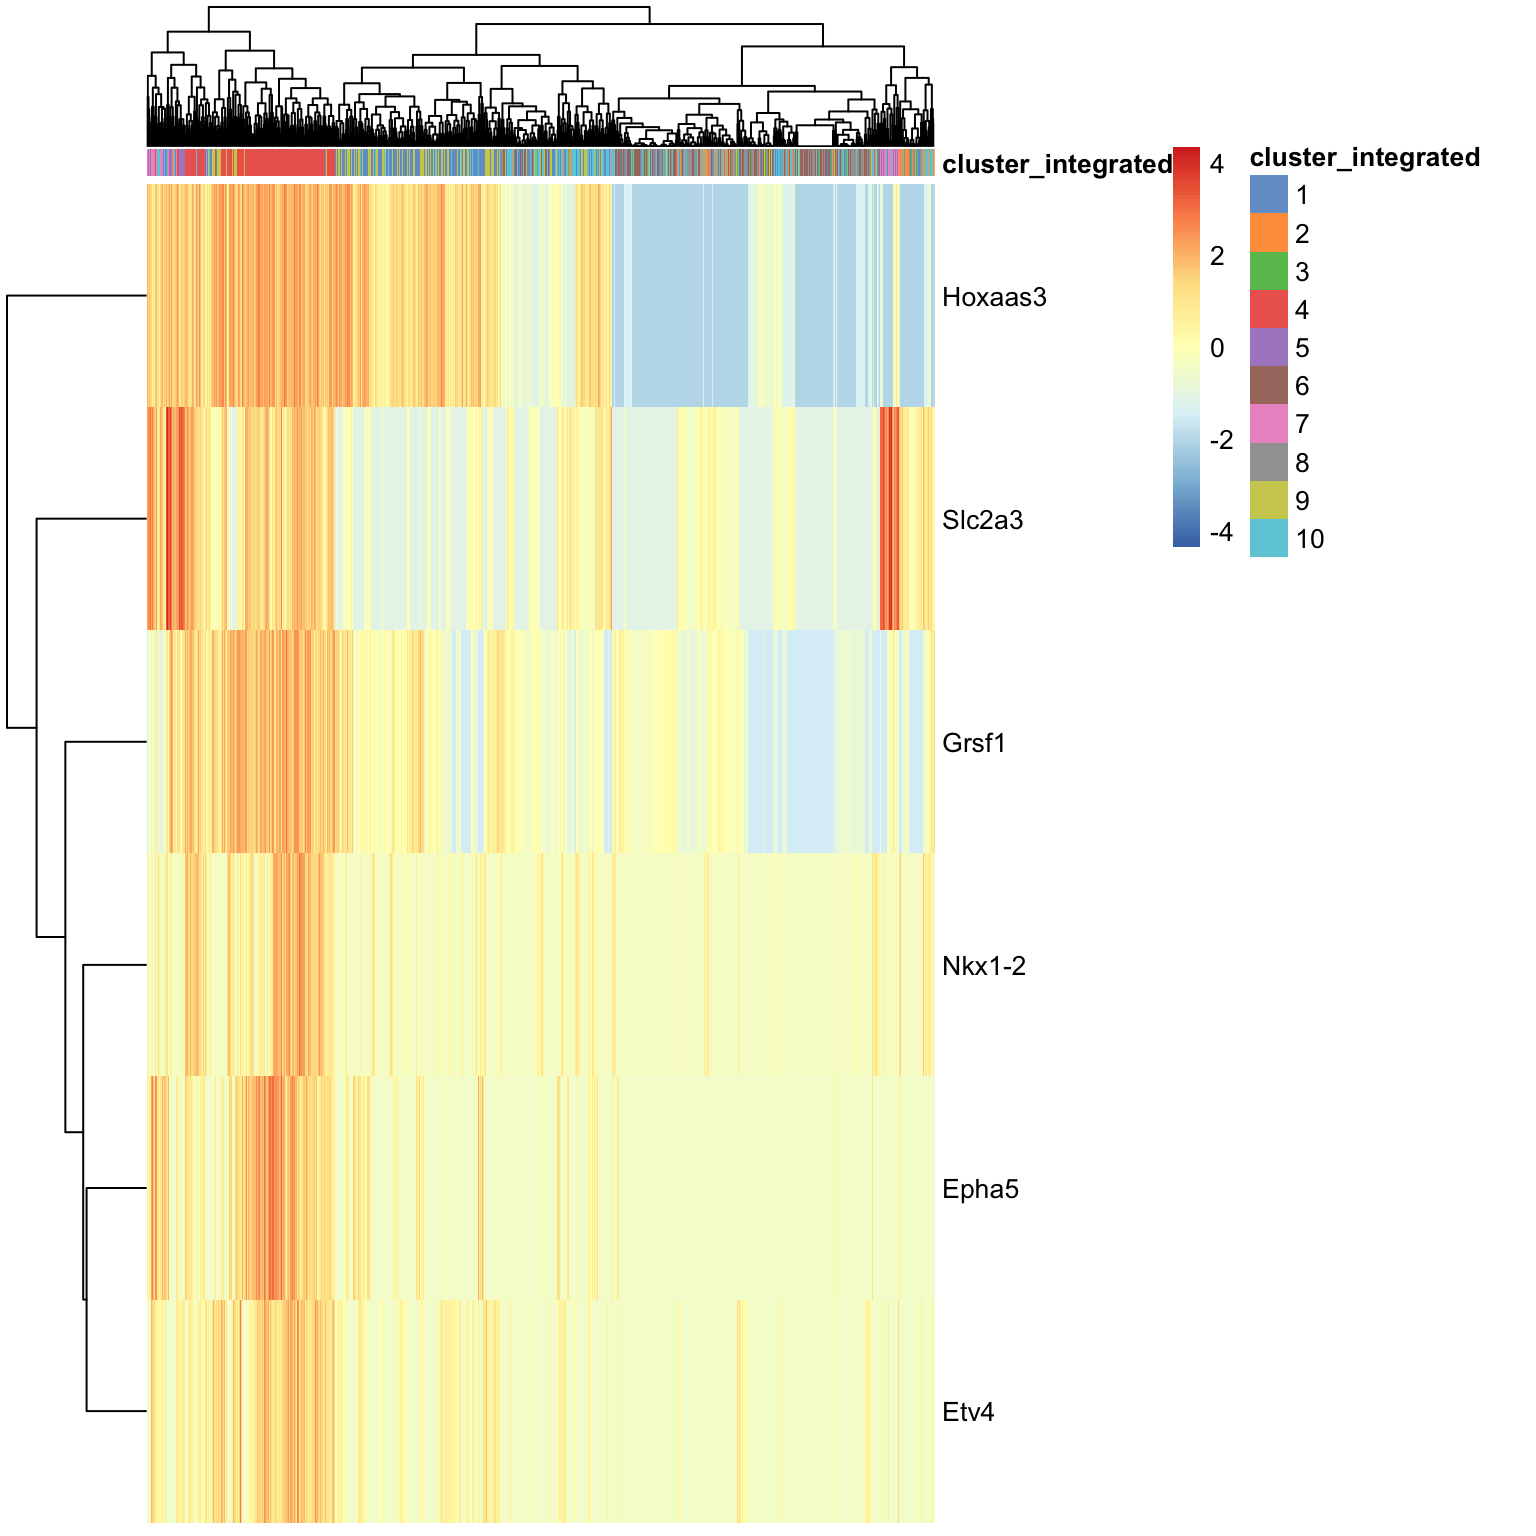 cluster_integrated
4
2
0
-2
-4
cluster_integrated
1
2
3
4
5
6
7
8
9
10
Hoxaas3
Slc2a3
Grsf1
Nkx1-2
Epha5
Etv4